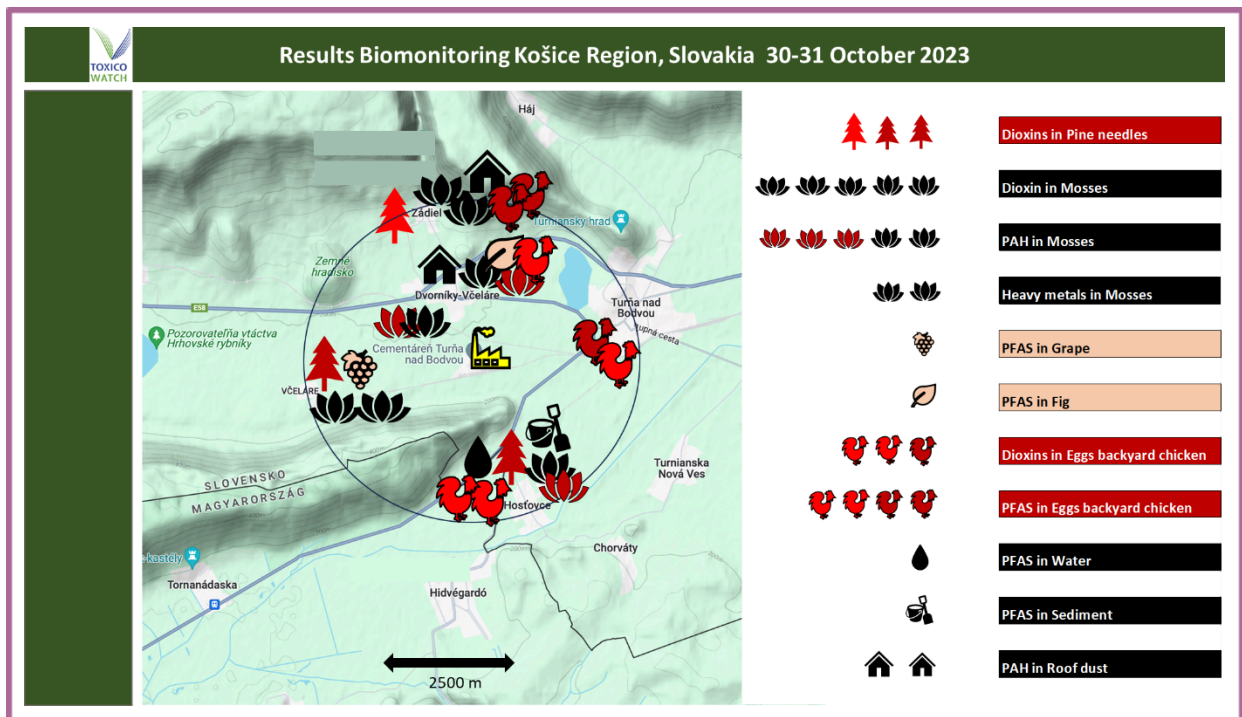 TOXICO
WATCH
Results Biomonitoring Košice Region, Slovakia 30-31 October 2023
Háj
Zádiel
Turniansky hrad
Zemné
hradisko
E58
Dvorníky-Včeláre
Turňa nad
Bodvou
Pozorovateľňa vtáctva
Hrhovské rybníky
Cementáreň Turňa
nad Bodvou
cesta
VČELÁRE
SLOVENSKO
MAGYARORSZÁG
Turnianska
Nová Ves
Hosťovce
Chorváty
-kastély
Tornanádaska
Hidvégardó
2500 m
Dioxins in Pine needles
Dioxin in Mosses
PAH in Mosses
Heavy metals in Mosses
PFAS in Grape
PFAS in Fig
Dioxins in Eggs backyard chicken
PFAS in Eggs backyard chicken
PFAS in Water
PFAS in Sediment
PAH in Roof dust